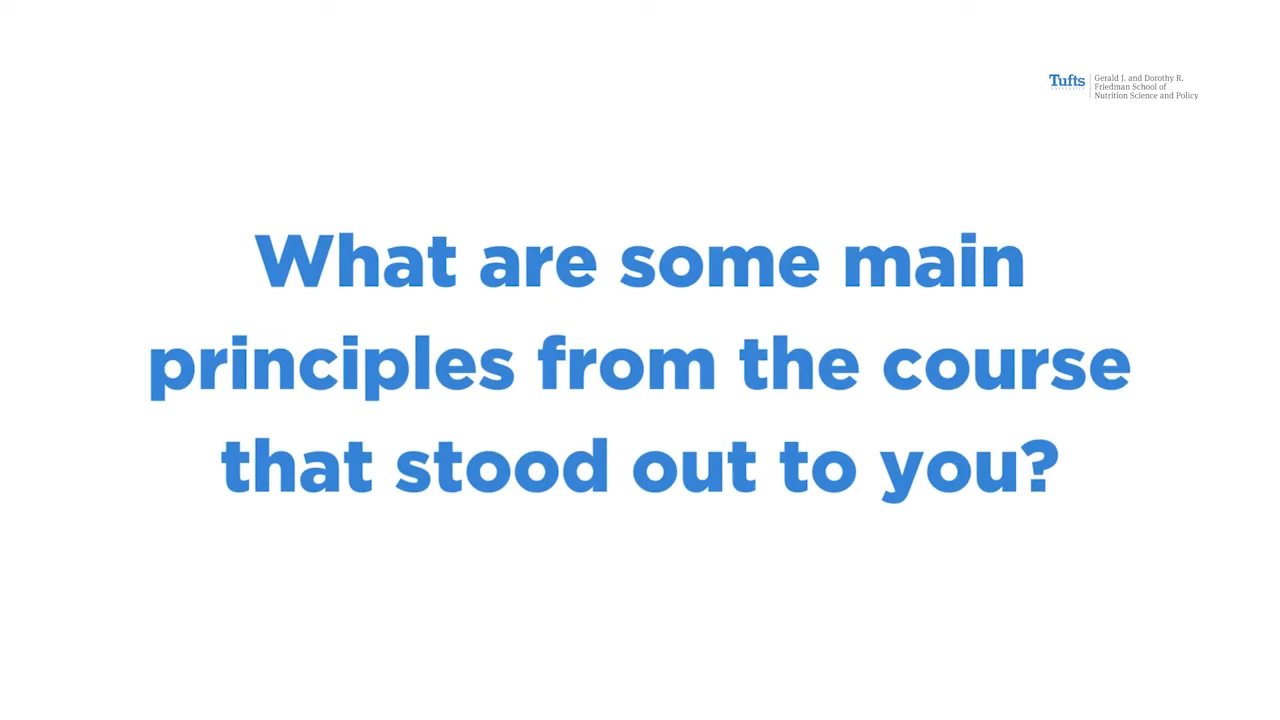 Tufts
UNIVERSITY
Gerald J. and Dorothy R.
Friedman School of
Nutrition Science and Policy
What are some main
principles from the course
that stood out to you?